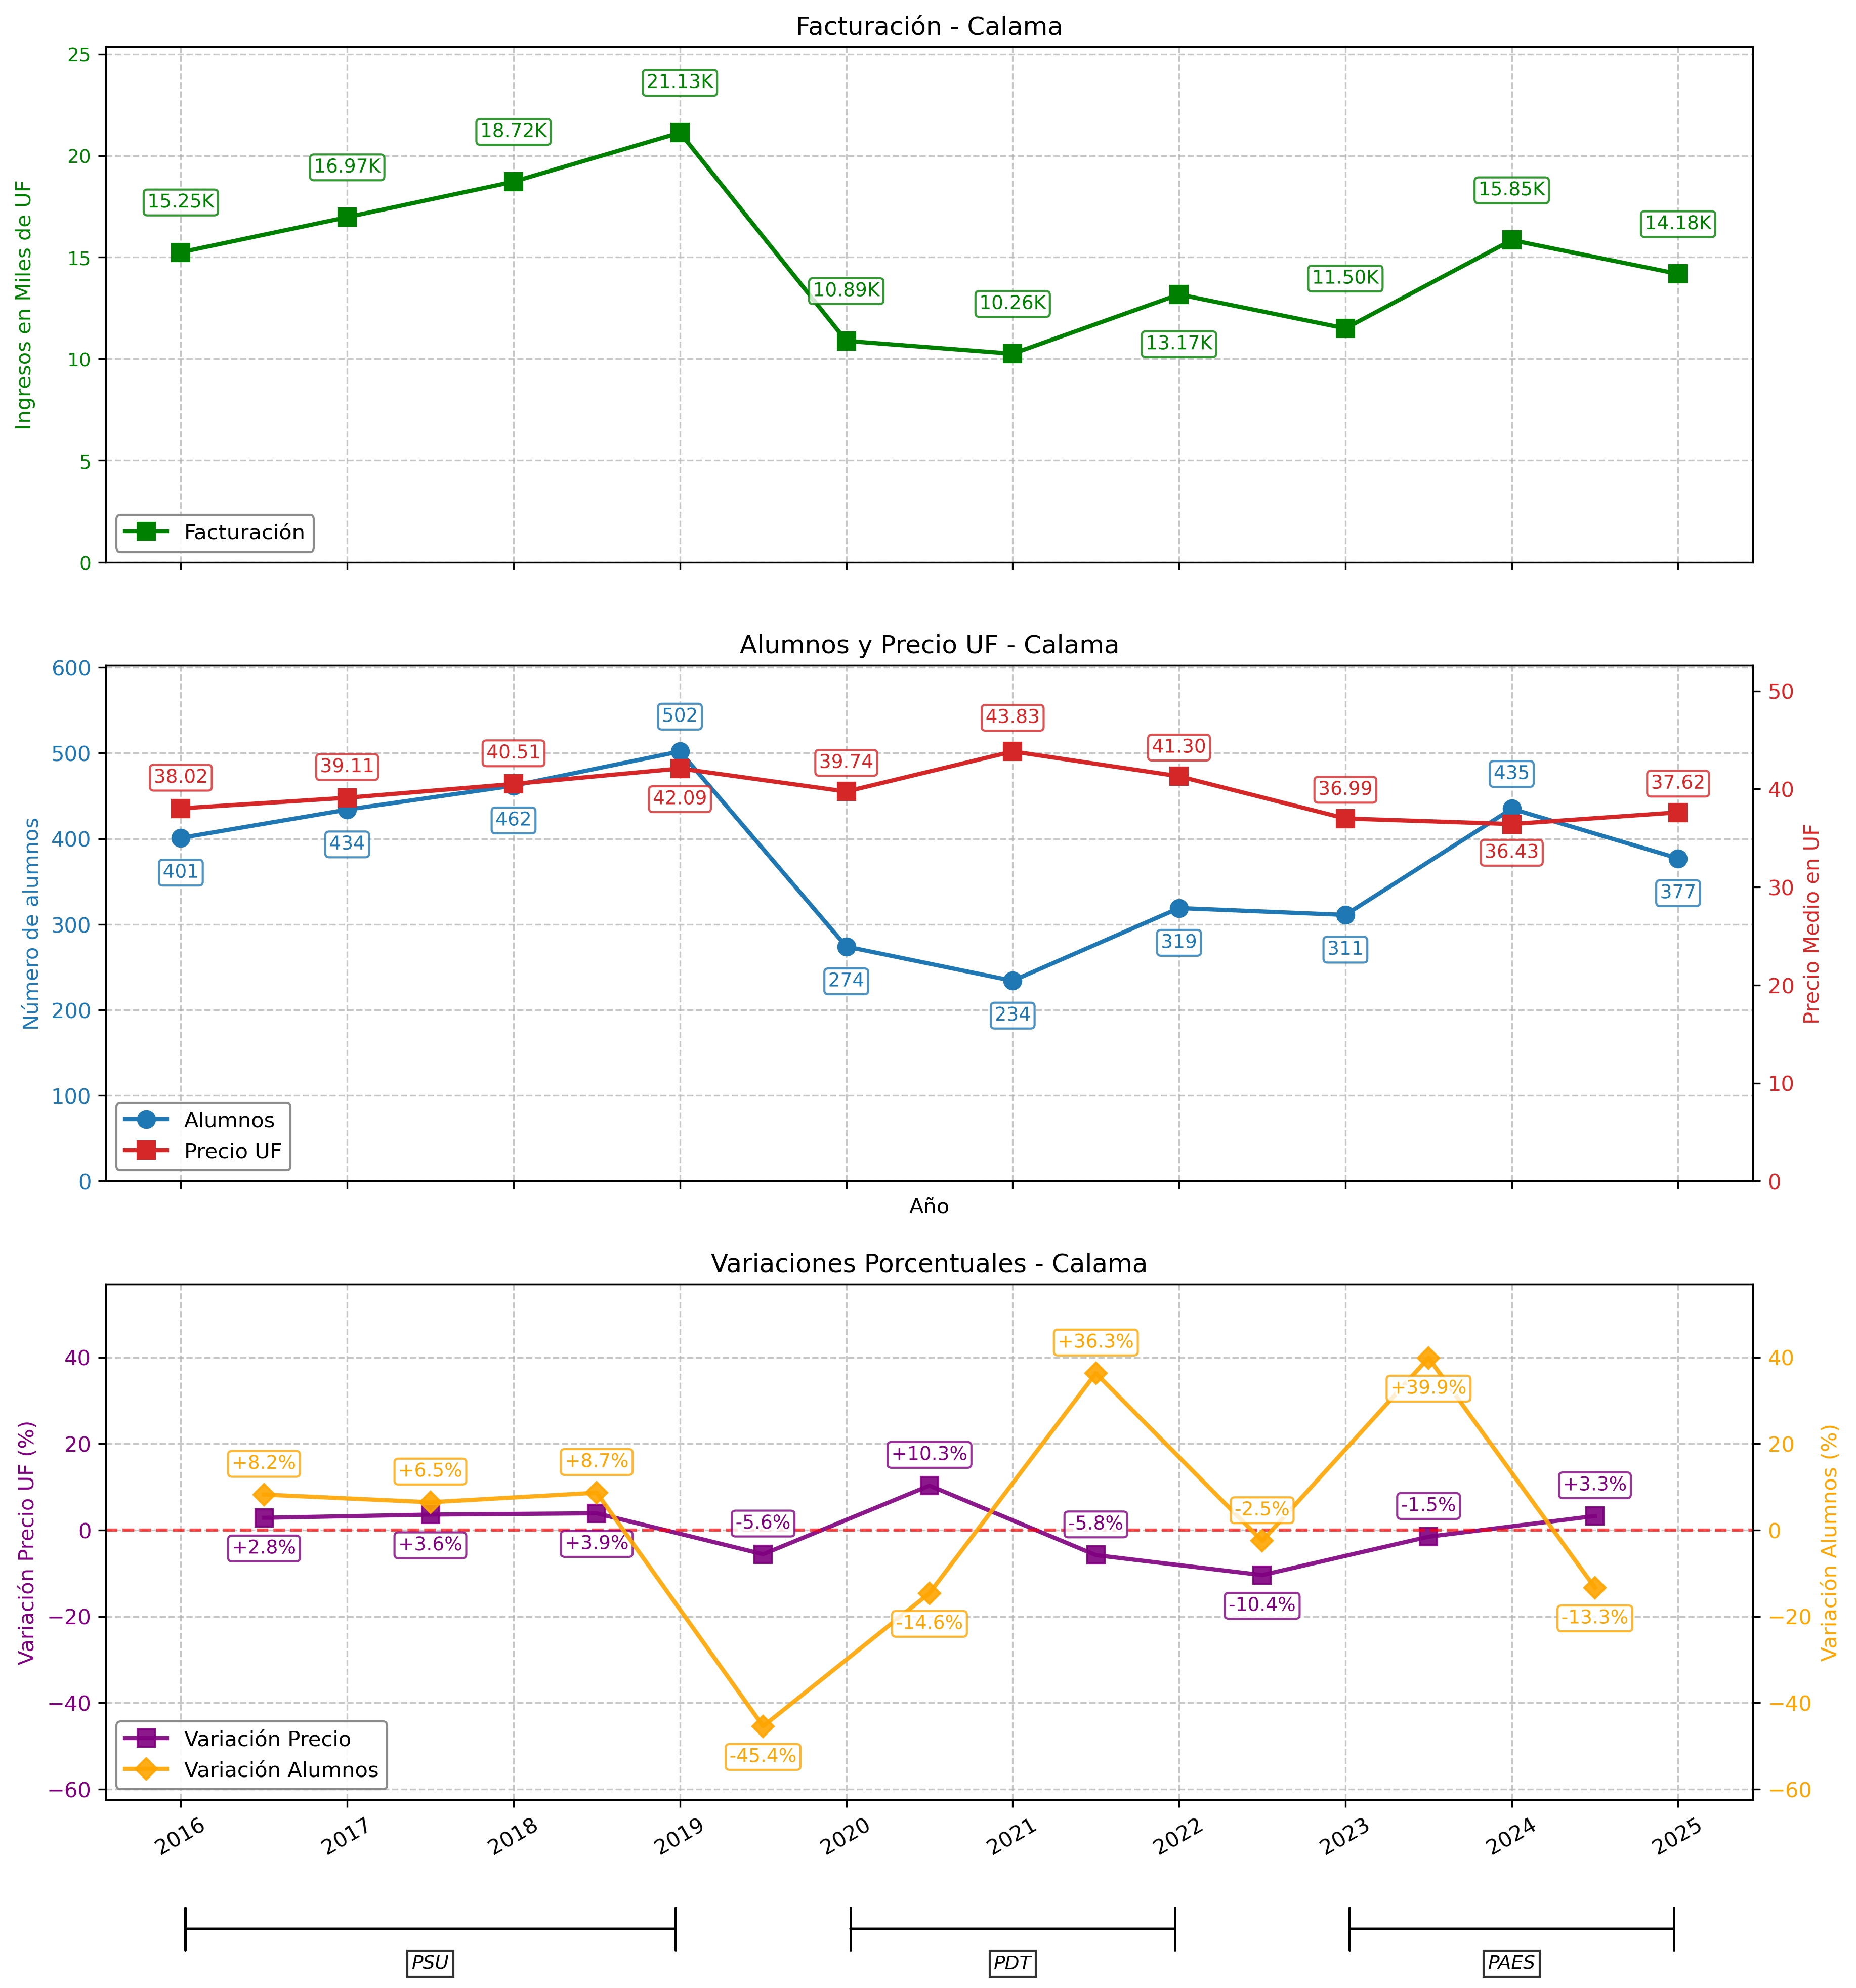 Facturación - Calama
Ingresos en Miles de UF
25
20
15
10
5
0
15.25K
16.97K
18.72K
21.13K
10.89K
10.26K
13.17K
11.50K
15.85K
14.18K
Facturación
Alumnos y Precio UF - Calama
Número de alumnos
600
500
400
300
200
100
0
38.02
39.11
40.51
42.09
39.74
43.83
41.30
36.99
36.43
37.62
401
434
462
502
274
234
319
311
435
377
Precio Medio en UF
50
40
30
20
10
0
Alumnos
Precio UF
Año
Variaciones Porcentuales - Calama
Variación Precio UF (%)
40
20
0
−20
−40
−60
+8.2%
+6.5%
+8.7%
-45.4%
-14.6%
+36.3%
-2.5%
+39.9%
-13.3%
+2.8%
+3.6%
+3.9%
-5.6%
+10.3%
-5.8%
-10.4%
-1.5%
+3.3%
Variación Alumnos (%)
40
20
0
−20
−40
−60
Variación Precio
Variación Alumnos
2016
2017
2018
2019
2020
2021
2022
2023
2024
2025
PSU
PDT
PAES